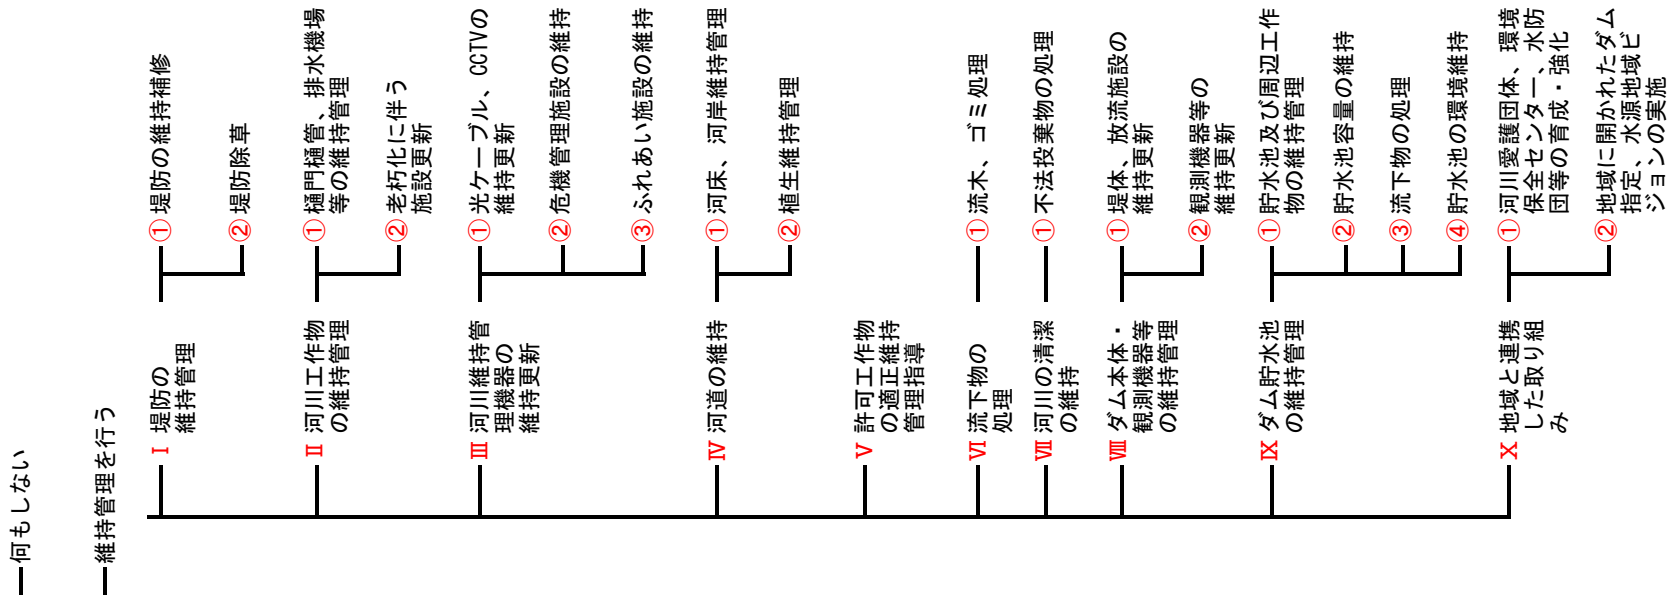 何もしない
維持管理を行う
Ⅰ 堤防の
維持管理
① 堤防の維持補修
② 堤防除草
Ⅱ 河川工作物
の維持管理
① 樋門樋管、排水機場
等の維持管理
② 老朽化に伴う
施設更新
Ⅲ 河川維持管
理機器の
維持更新
① 光ケーブル、CCTVの
維持更新
② 危機管理施設の維持
③ ふれあい施設の維持
Ⅳ 河道の維持
① 河床、河岸維持管理
② 植生維持管理
Ⅴ 許可工作物
の適正維持
管理指導
Ⅵ 流下物の
処理
① 流木、ゴミ処理
Ⅶ 河川の清潔
の維持
① 不法投棄物の処理
Ⅷ ダム本体・
観測機器等
の維持管理
① 堤体、放流施設の
維持更新
② 観測機器等の
維持更新
Ⅸ ダム貯水池
の維持管理
① 貯水池及び周辺工作
物の維持管理
② 貯水池容量の維持
③ 流下物の処理
④ 貯水池の環境維持
Ⅹ 地域と連携
した取り組
み
① 河川愛護団体、環境
保全センター、水防
団等の育成・強化
② 地域に開かれたダム
指定、水源地域ビ
ジョンの実施